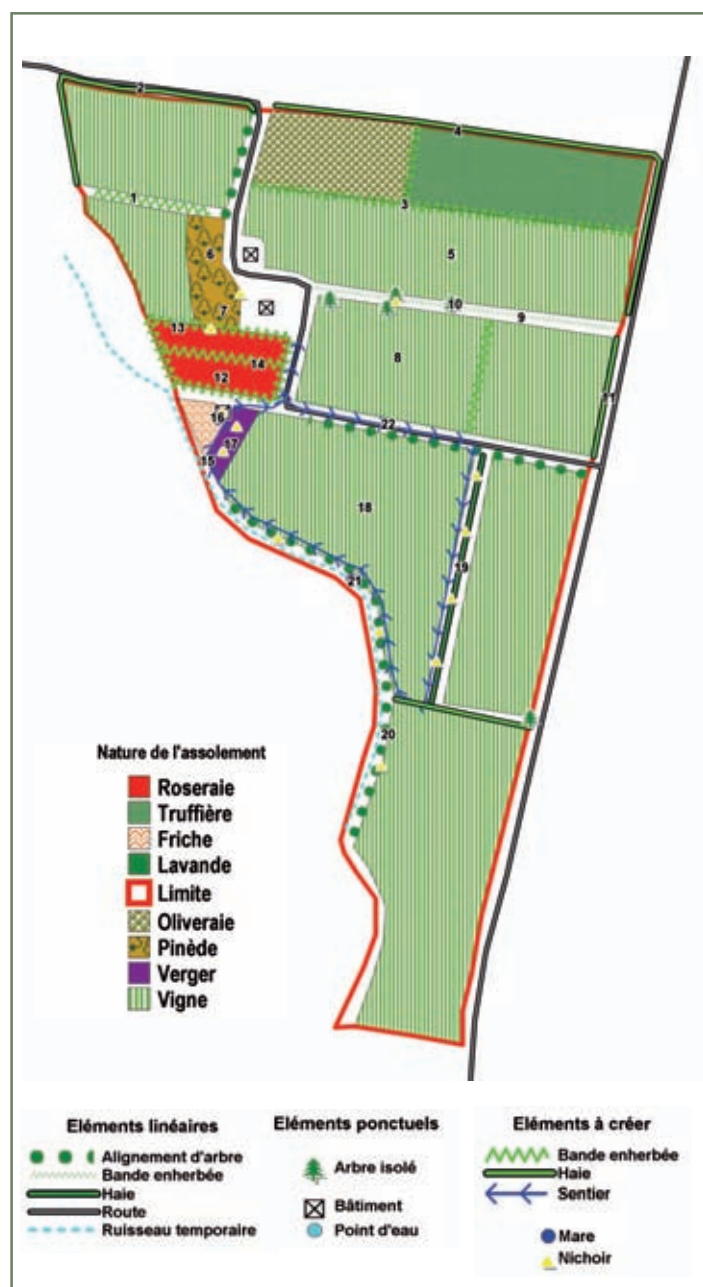 2
4
1
3
6
5
7
10
9
13
14
8
11
12
16
22
17
15
18
19
21
20
Nature de l'assolement
Roseraie
Truffière
Friche
Lavande
Limite
Oliveraie
Pinède
Verger
Vigne
Eléments linéaires
Alignement d'arbre
Bande enherbée
Haie
Route
Ruisseau temporaire
Eléments ponctuels
Arbre isolé
Bâtiment
Point d'eau
Eléments à créer
Bande enherbée
Haie
Sentier
Mare
Nichoir